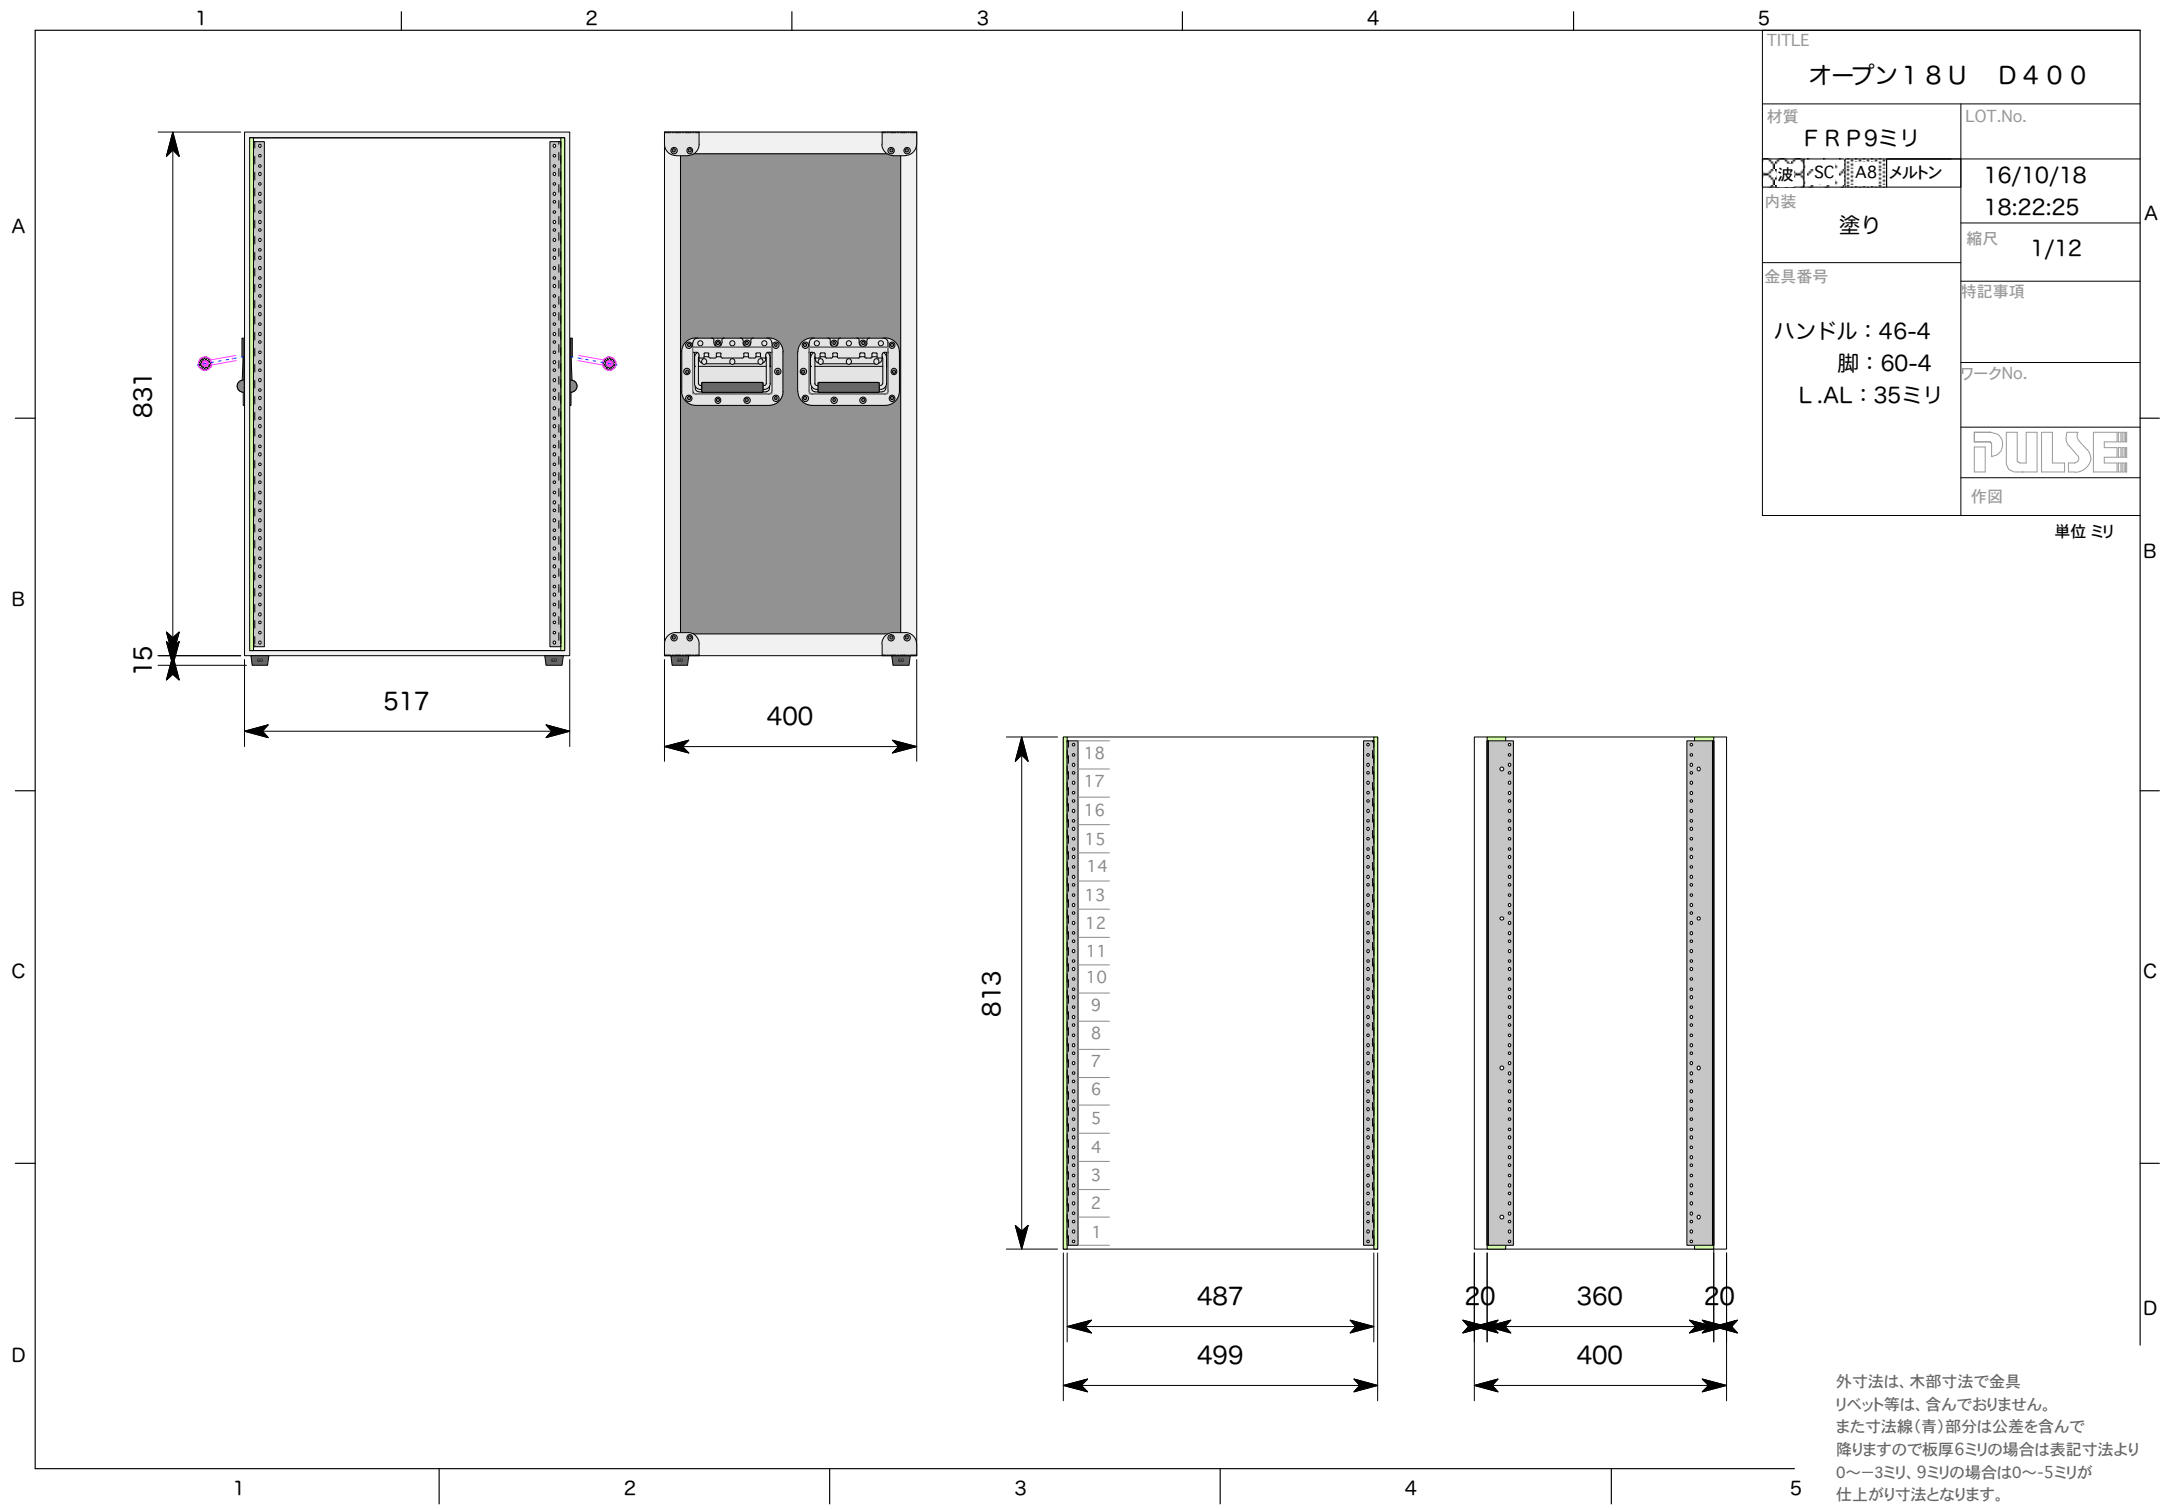 1
2
3
4
5
TITLE
オープン１８Ｕ　Ｄ４００
材質
ＦＲＰ9ミリ
LOT.No.
波
SC
A8
メルトン
16/10/18
18:22:25
内装
塗り
縮尺
1/12
金具番号
特記事項
ハンドル：46-4
脚：60-4
Ｌ.AL：35ミリ
ワークNo.
PULSE
作図
単位 ミリ
A
A
B
B
C
C
D
D
831
15
517
400
18
17
16
15
14
13
12
11
10
9
8
7
6
5
4
3
2
1
813
487
499
20
360
20
400
外寸法は、木部寸法で金具
リベット等は、含んでおりません。
また寸法線（青）部分は公差を含んで
降りますので板厚6ミリの場合は表記寸法より
0～−3ミリ、9ミリの場合は0～-5ミリが
仕上がり寸法となります。
1
2
3
4
5